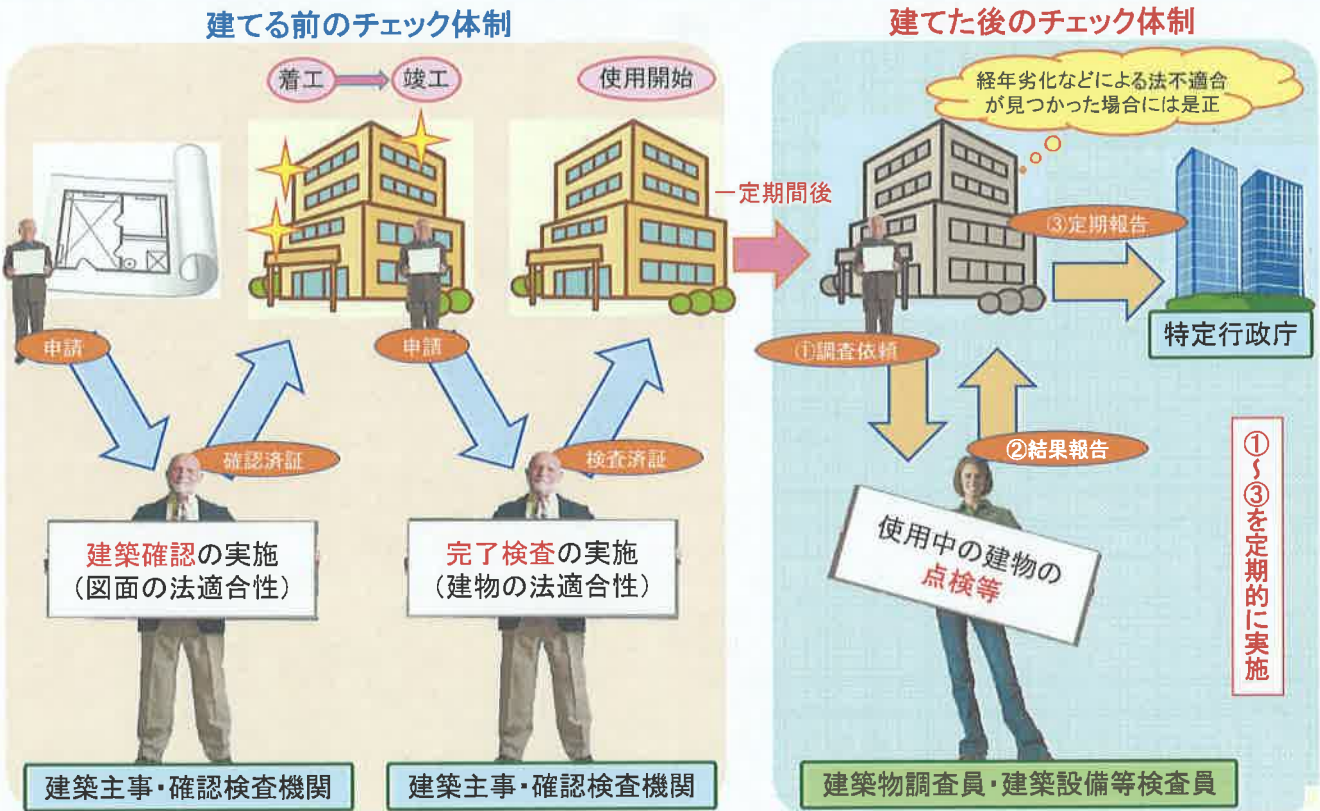 建てる前のチェック体制
着工
竣工
使用開始
申請
申請
確認済証
検査済証
建築確認の実施
(図面の法適合性)
完了検査の実施
(建物の法適合性)
建築主事・確認検査機関
建築主事・確認検査機関
一定期間後
建てた後のチェック体制
経年劣化などによる法不適合
が見つかった場合には是正
③定期報告
特定行政庁
①調査依頼
②結果報告
使用中の建物の
点検等
①～③を定期的に実施
建築物調査員・建築設備等検査員